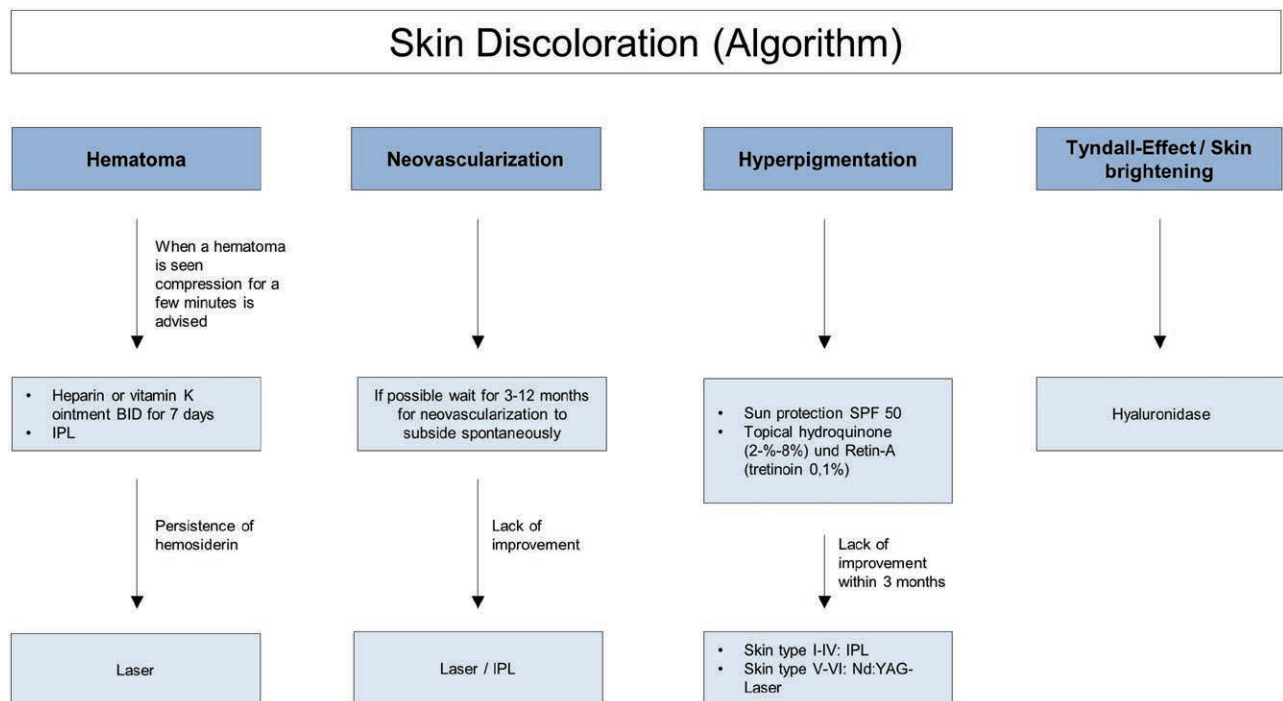 Skin Discoloration (Algorithm)
Hematoma
When a hematoma
is seen
compression for a
few minutes is
advised
• Heparin or vitamin K
ointment BID for 7 days
• IPL
Persistence of
hemosiderin
Laser
Neovascularization
If possible wait for 3-12 months
for neovascularization to
subside spontaneously
Lack of
improvement
Laser / IPL
Hyperpigmentation
• Sun protection SPF 50
• Topical hydroquinone
(2-%-8%) und Retin-A
(tretinoin 0,1%)
Lack of
improvement
within 3 months
• Skin type I-IV: IPL
• Skin type V-VI: Nd:YAG-
Laser
Tyndall-Effect / Skin
brightening
Hyaluronidase